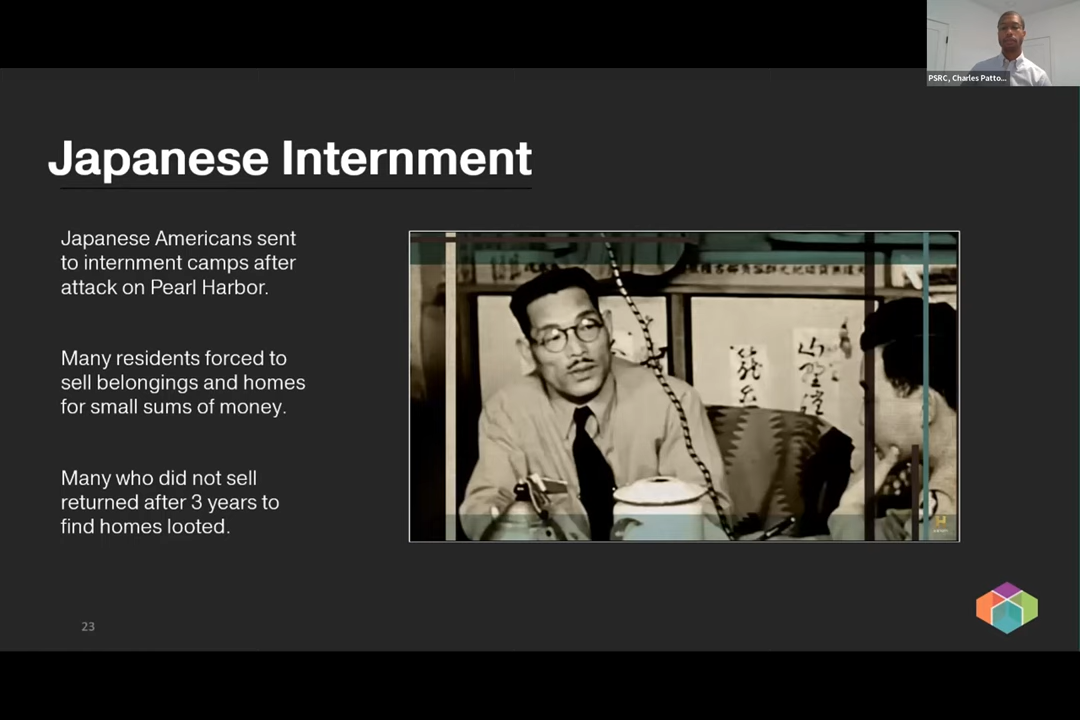 PSRC, Charles Patto...
Japanese Internment
Japanese Americans sent
to internment camps after
attack on Pearl Harbor.
Many residents forced to
sell belongings and homes
for small sums of money.
Many who did not sell
returned after 3 years to
find homes looted.
23